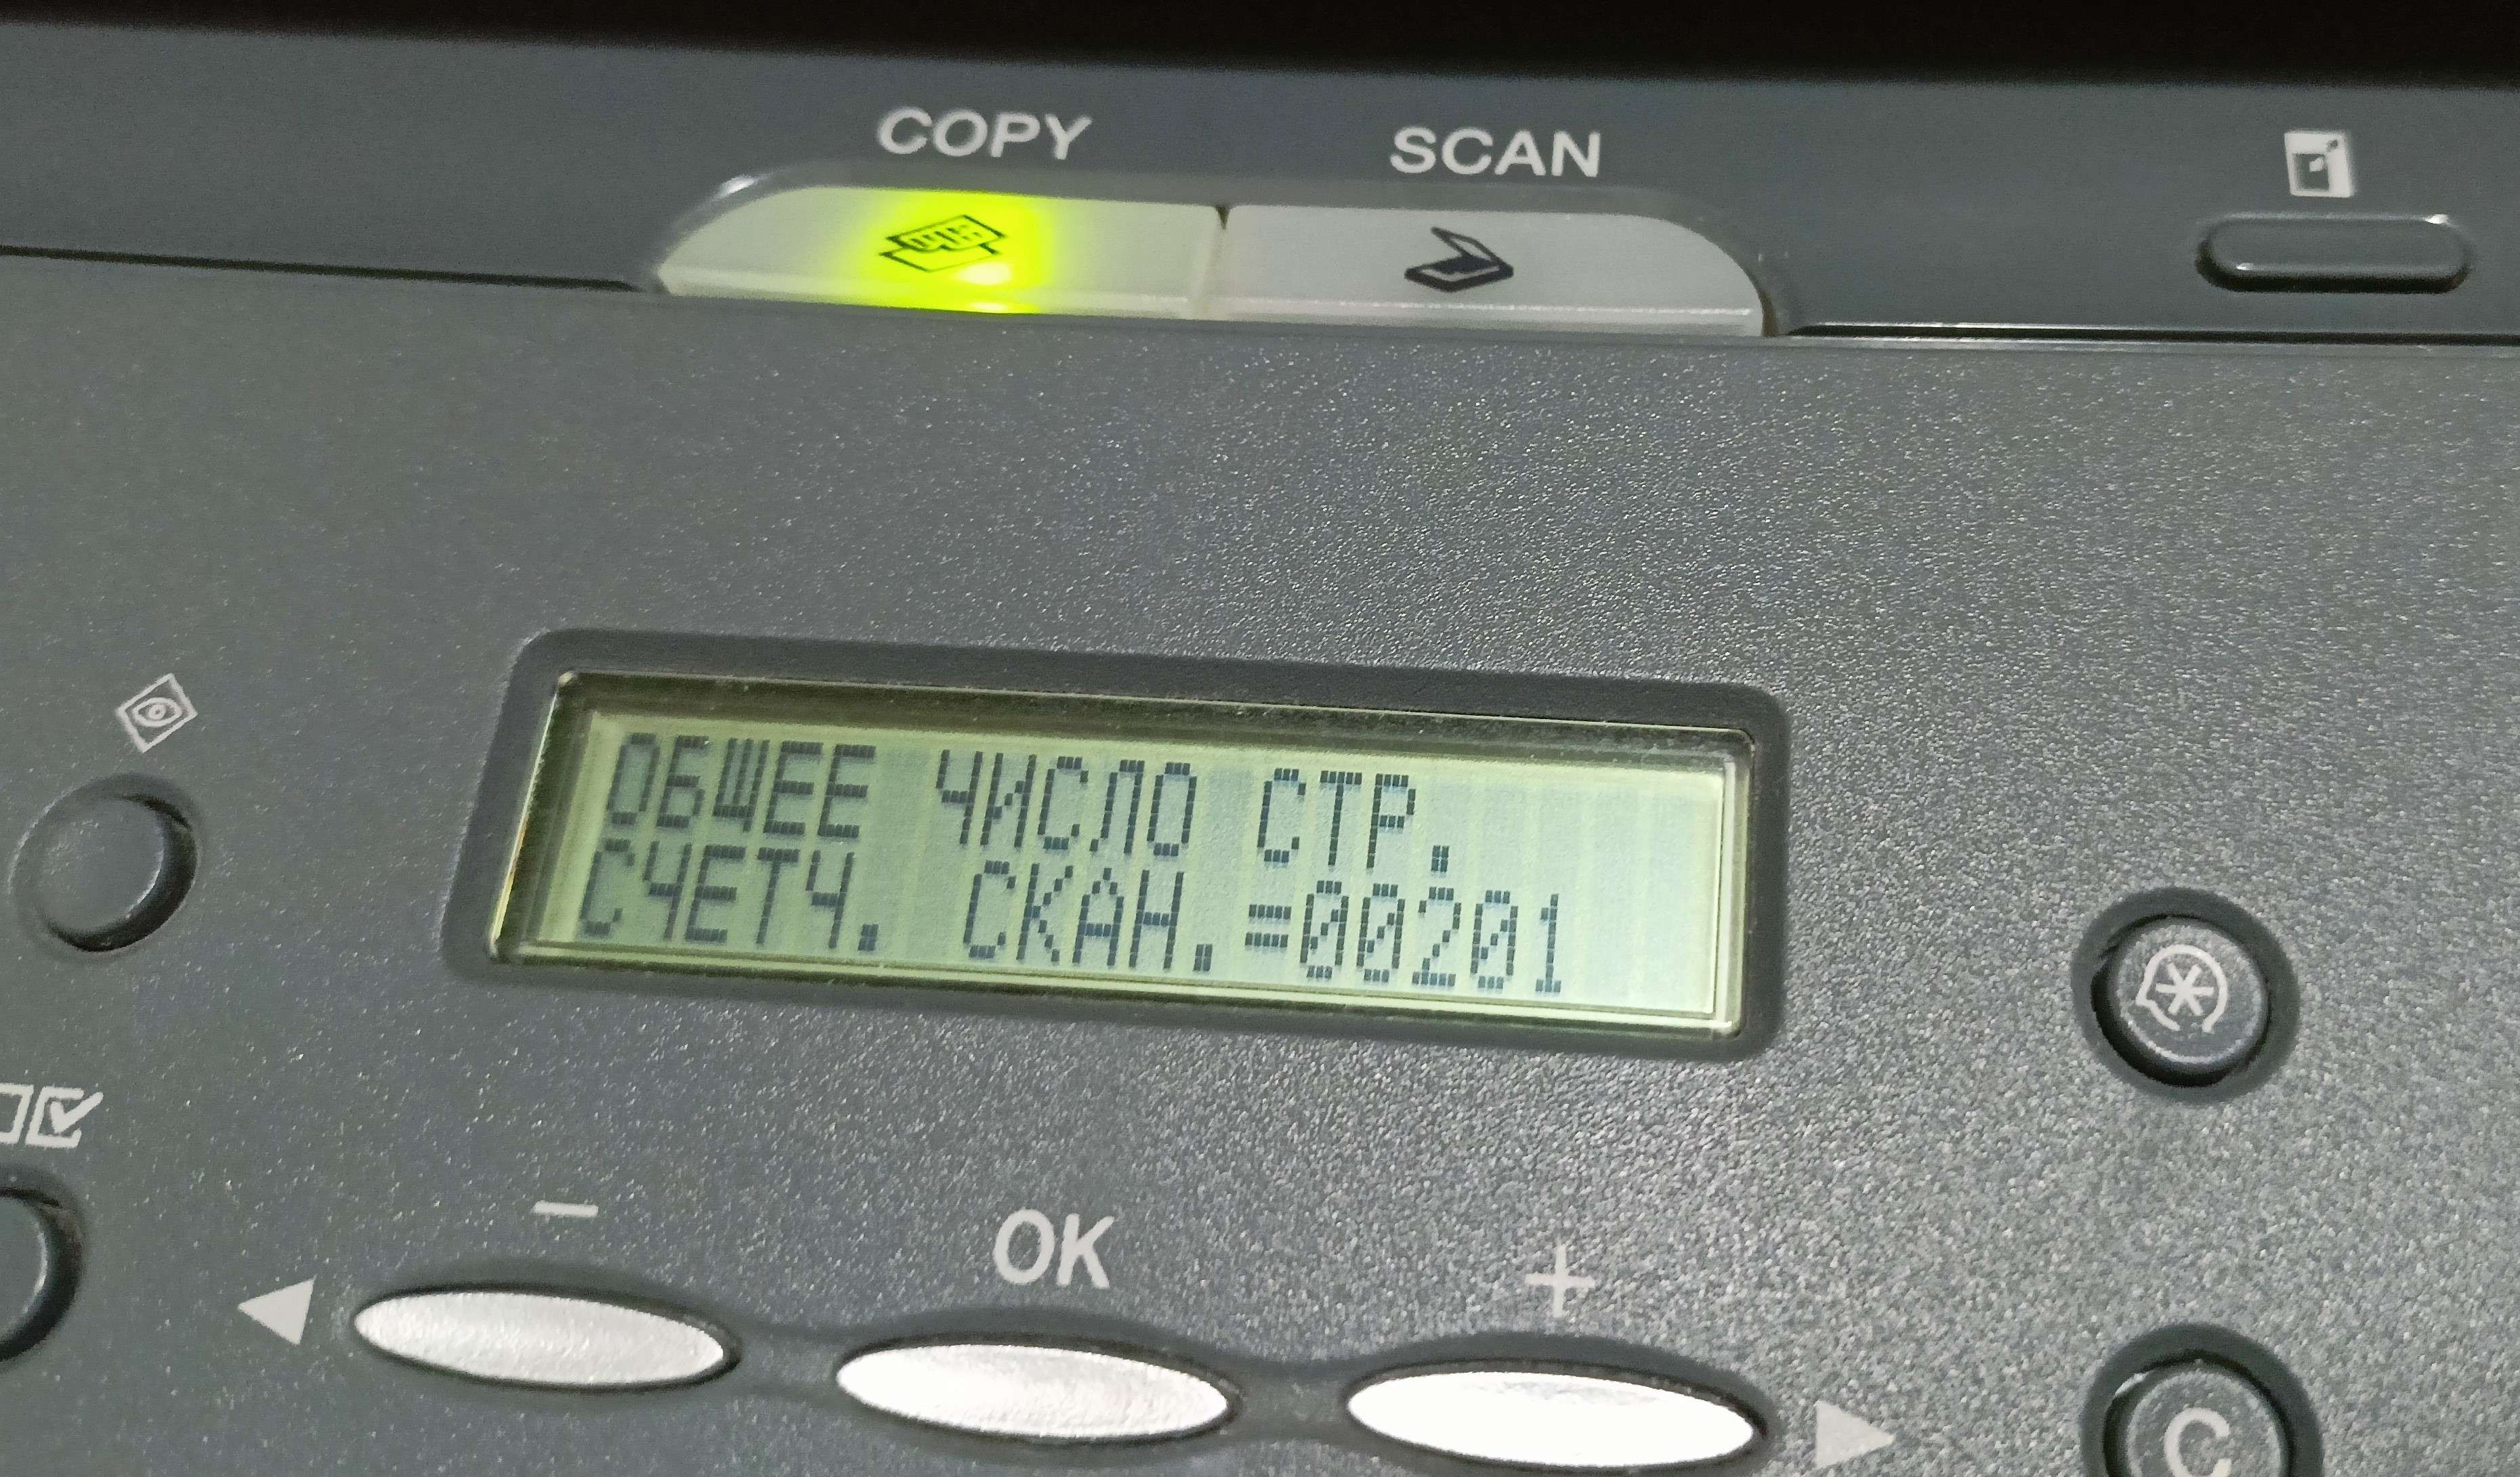 COPY SCAN
ОБЩЕЕ ЧИСЛО СТР.
СЧЕТЧ. СКАН.=00201
− OK +
C